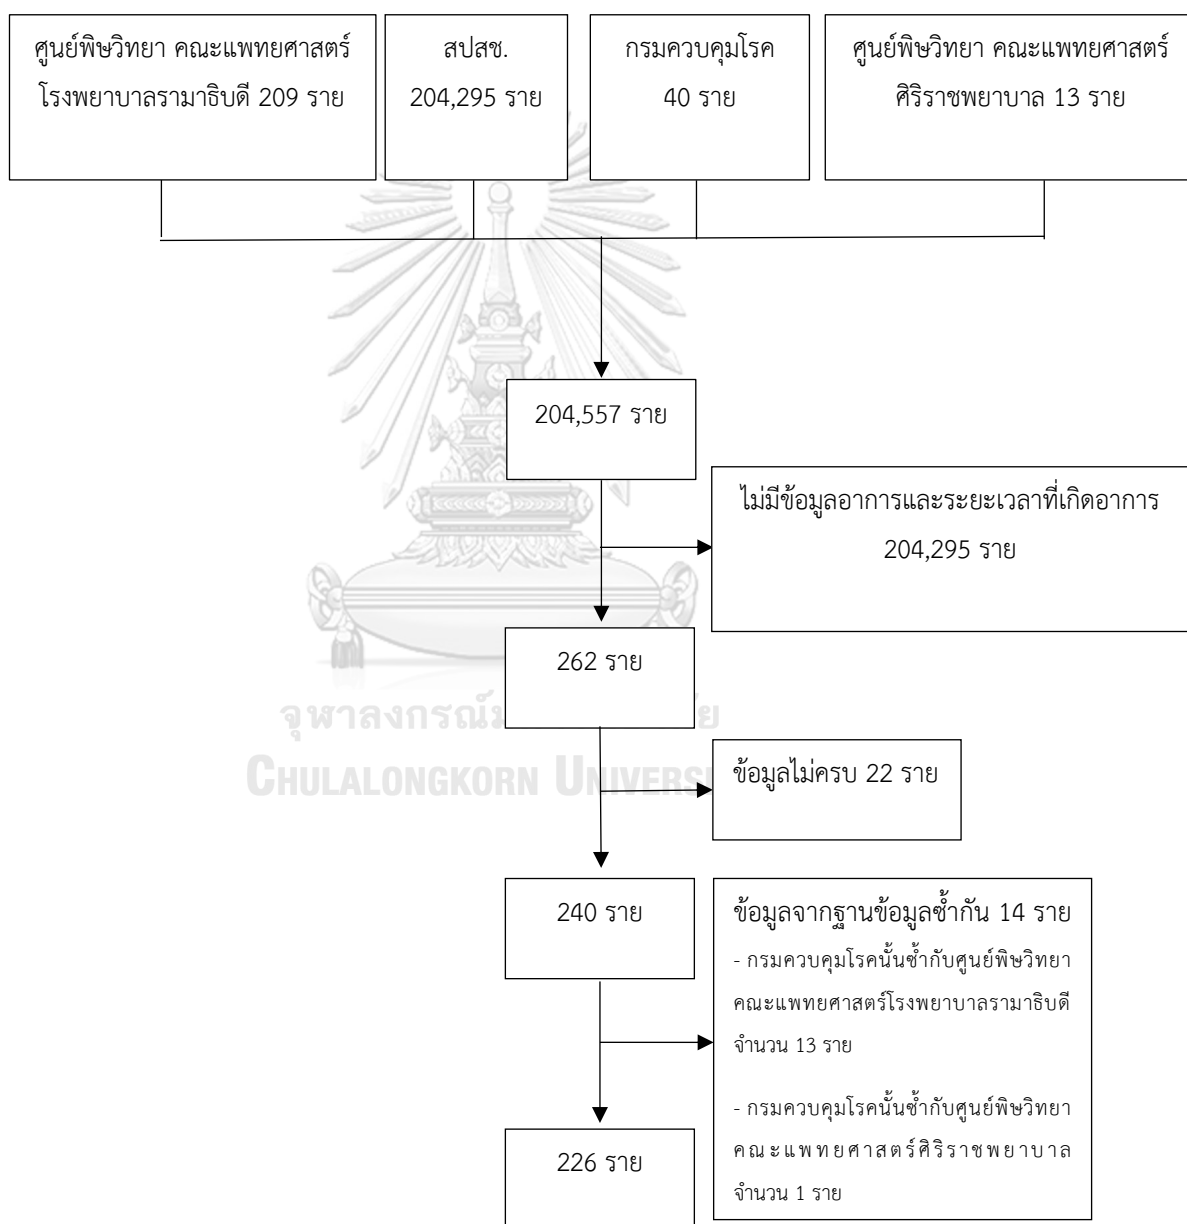 ศูนย์พิษวิทยา คณะแพทยศาสตร์
โรงพยาบาลรามาธิบดี 209 ราย
สปสช.
204,295 ราย
กรมควบคุมโรค
40 ราย
ศูนย์พิษวิทยา คณะแพทยศาสตร์
ศิริราชพยาบาล 13 ราย
204,557 ราย
ไม่มีข้อมูลอาการและระยะเวลาที่เกิดอาการ
204,295 ราย
262 ราย
จุฬาลงกรณ์
CHULALONGKORN
ข้อมูลไม่ครบ 22 ราย
240 ราย
ข้อมูลจากฐานข้อมูลซ้ำกัน 14 ราย
- กรมควบคุมโรคนั้นซ้ำกับศูนย์พิษวิทยา
คณะแพทยศาสตร์โรงพยาบาลรามาธิบดี
จำนวน 13 ราย
- กรมควบคุมโรคนั้นซ้ำกับศูนย์พิษวิทยา
คณะแพทยศาสตร์ศิริราชพยาบาล
จำนวน 1 ราย
226 ราย